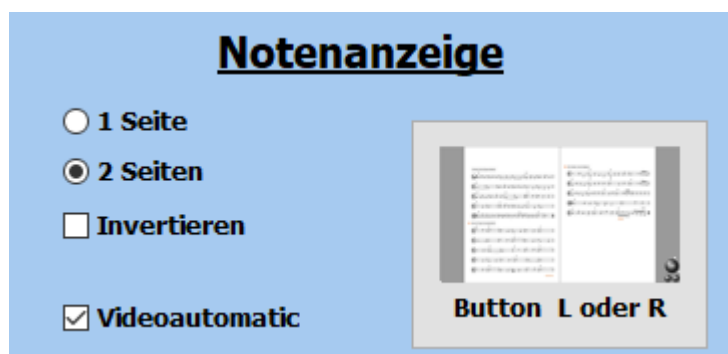 Notenanzeige
1 Seite
2 Seiten
Invertieren
Videoautomatic
Button L oder R